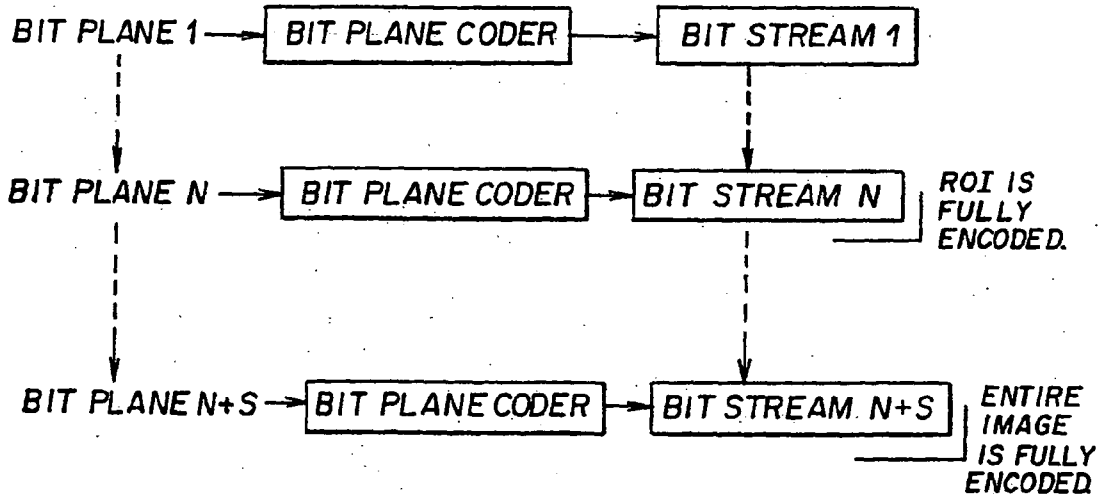 BIT PLANE 1
BIT PLANE CODER
BIT STREAM 1
BIT PLANE N
BIT PLANE CODER
BIT STREAM N
ROI IS
FULLY
ENCODED.
BIT PLANE N+S
BIT PLANE CODER
BIT STREAM N+S
ENTIRE
IMAGE
IS FULLY
ENCODED.